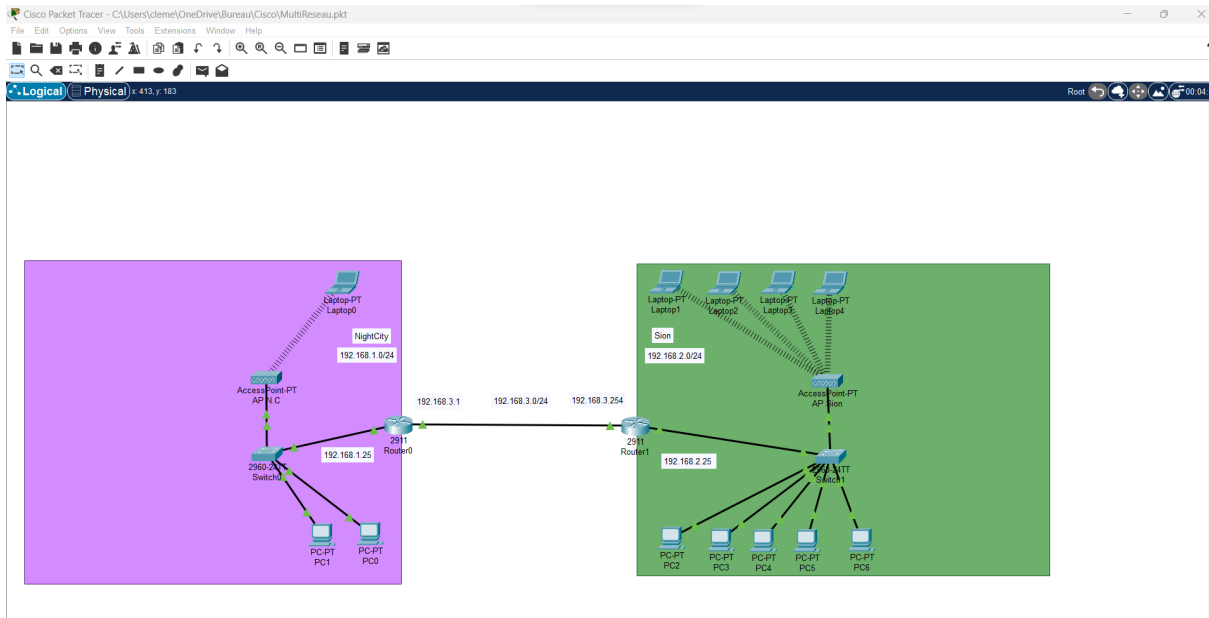 Cisco Packet Tracer - C:\Users\cleme\OneDrive\Bureau\Cisco\MultiReseau.pkt
File Edit Options View Tools Extensions Window Help
Logical Physical x: 413, y: 183
Root 00:04:
Laptop-PT
Laptop0
NightCity
192.168.1.0/24
AccessPoint-PT
AP N.C
2960-24TT
Switch0
192.168.1.25
2911
Router0
PC-PT
PC1
PC-PT
PC0
192.168.3.1
192.168.3.0/24
192.168.3.254
Laptop-PT
Laptop1
Laptop-PT
Laptop2
Laptop-PT
Laptop3
Laptop-PT
Laptop4
Sion
192.168.2.0/24
AccessPoint-PT
AP Sion
2911
Router1
192.168.2.25
2960-24TT
Switch1
PC-PT
PC2
PC-PT
PC3
PC-PT
PC4
PC-PT
PC5
PC-PT
PC6